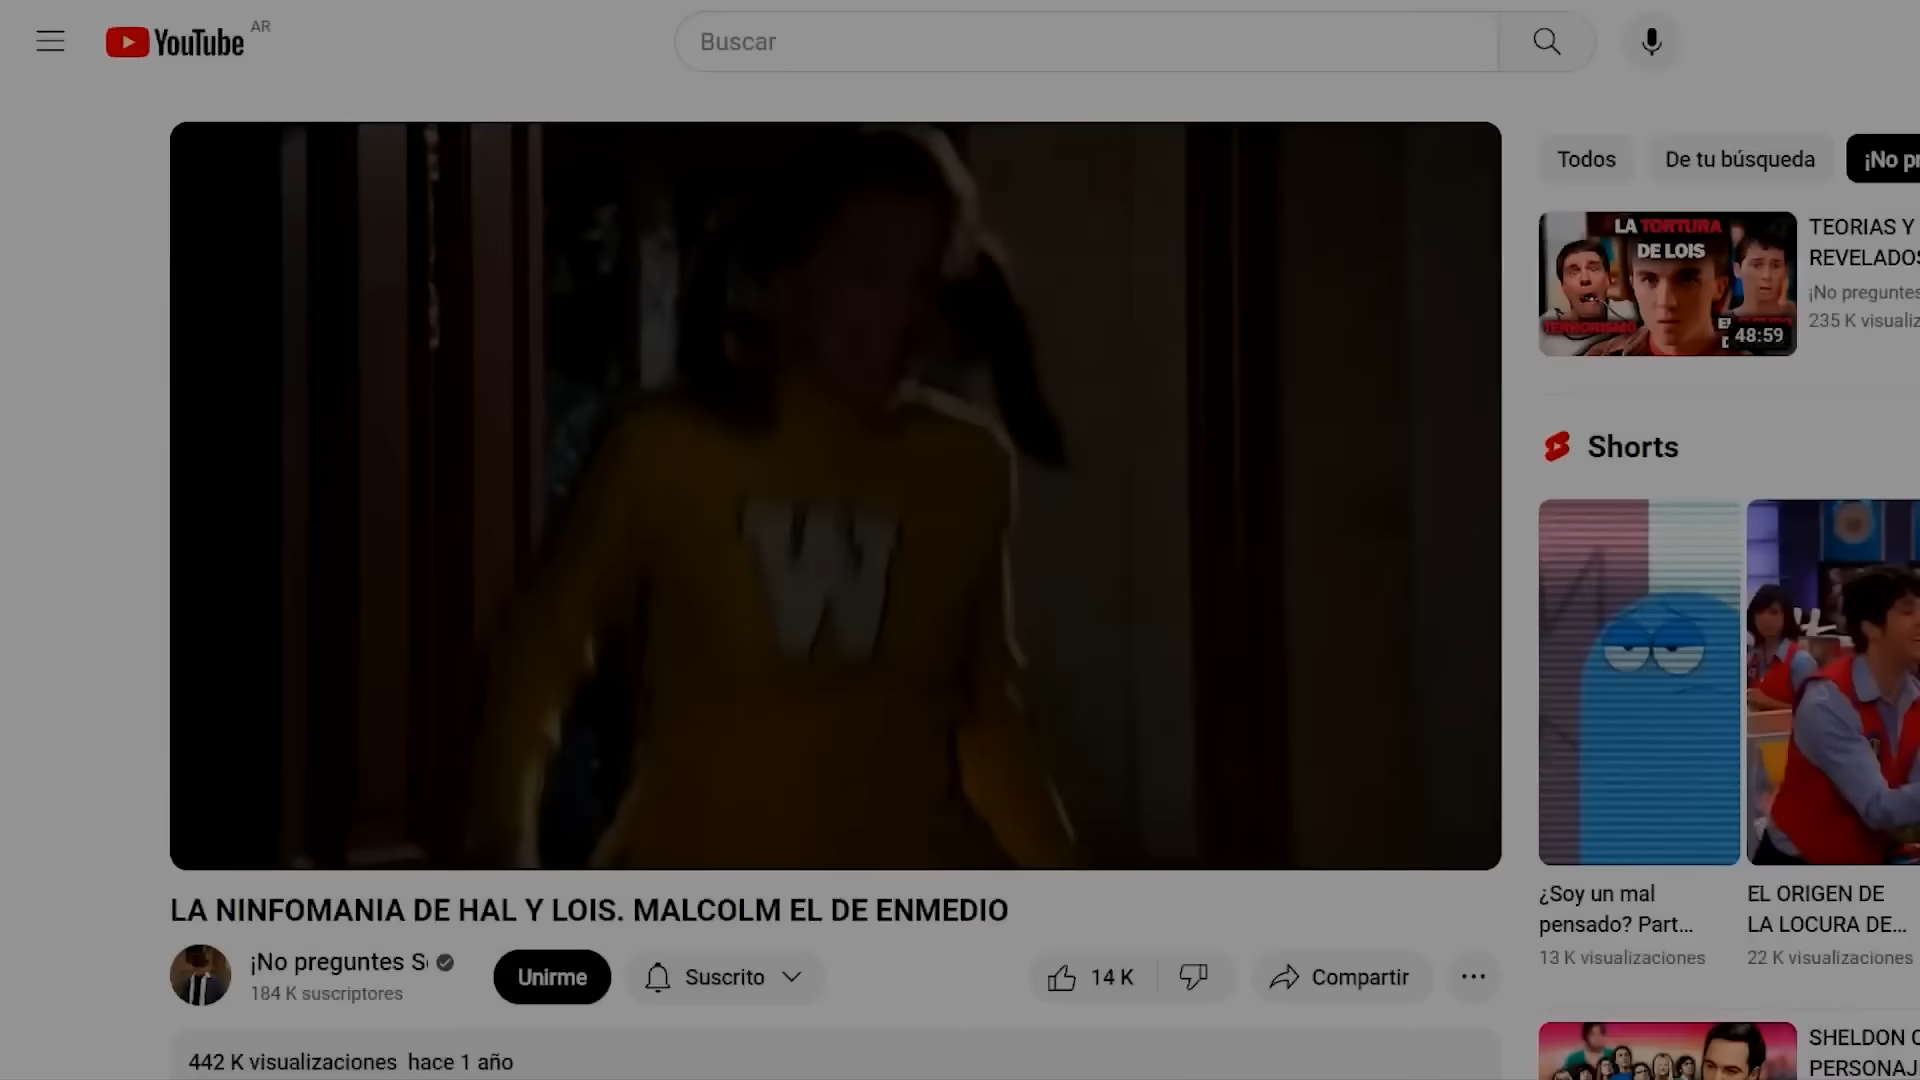 YouTube AR
Buscar
Todos
De tu búsqueda
¡No pr
W
LA TORTURA
DE LOIS
TERRORISMO
48:59
TEORIAS Y
REVELADOS
¡No preguntes
235 K visualiz
Shorts
¿Soy un mal
pensado? Part...
13 K visualizaciones
EL ORIGEN DE
LA LOCURA DE...
22 K visualizaciones
LA NINFOMANIA DE HAL Y LOIS. MALCOLM EL DE ENMEDIO
¡No preguntes S
184 K suscriptores
Unirme
Suscrito
14 K
Compartir
442 K visualizaciones hace 1 año
SHELDON C
PERSONAJ